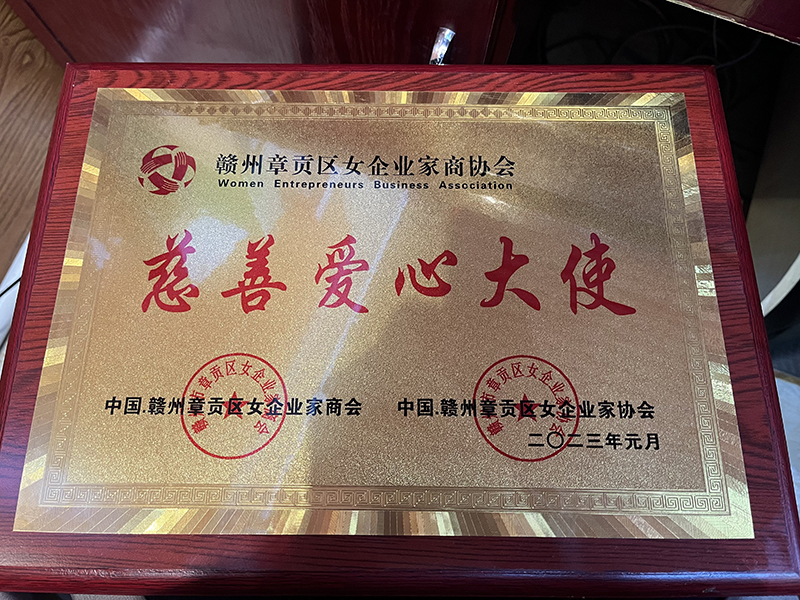 赣州章贡区女企业家商协会
Women Entrepreneurs Business Association
慈善爱心大使
中国.赣州章贡区女企业家商会
中国.赣州章贡区女企业家协会
二〇二三年元月